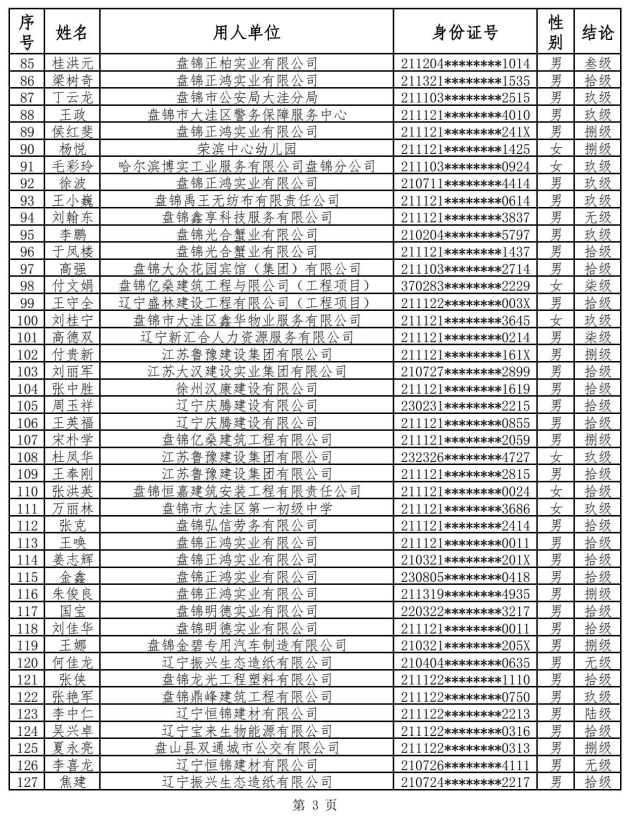 序号 姓名 用人单位 身份证号 性别 结论
85 桂洪元 盘锦正柏实业有限公司 211204********1014 男 叁级
86 梁树奇 盘锦正鸿实业有限公司 211321********1535 男 拾级
87 丁云龙 盘锦市公安局大洼分局 211103********2515 男 玖级
88 王政 盘锦市大洼区警务保障服务中心 211121********4010 男 玖级
89 侯红斐 盘锦正鸿实业有限公司 211121********241X 男 捌级
90 杨悦 荣滨中心幼儿园 211121********1425 女 捌级
91 毛彩玲 哈尔滨博实工业服务有限公司盘锦分公司 211103********0924 女 玖级
92 徐波 盘锦正鸿实业有限公司 210711********4414 男 玖级
93 王小巍 盘锦禹王无纺布有限责任公司 211121********0614 男 玖级
94 刘翰东 盘锦鑫享科技服务有限公司 211121********3837 男 无级
95 李鹏 盘锦光合蟹业有限公司 210204********5797 男 玖级
96 于凤楼 盘锦光合蟹业有限公司 211121********1437 男 拾级
97 高强 盘锦大众花园宾馆（集团）有限公司 211103********2714 男 拾级
98 付文娟 盘锦亿燊建筑工程与限公司（工程项目） 370283********2229 女 柒级
99 王守全 辽宁盛林建设工程有限公司（工程项目） 211122********003X 男 拾级
100 刘桂宁 盘锦市大洼区鑫华物业服务有限公司 211121********3645 女 玖级
101 高德双 辽宁新汇合人力资源服务有限公司 211121********0214 男 柒级
102 付贵新 江苏鲁豫建设集团有限公司 211121********161X 男 捌级
103 刘丽军 江苏大汉建设实业集团有限公司 210727********2899 男 拾级
104 张中胜 徐州汉康建设有限公司 211121********1619 男 拾级
105 周玉祥 辽宁庆腾建设有限公司 230231********2215 男 拾级
106 王英福 辽宁庆腾建设有限公司 211121********0855 男 拾级
107 宋朴学 盘锦亿燊建筑工程有限公司 211121********2059 男 捌级
108 杜凤华 江苏鲁豫建设集团有限公司 232326********4727 女 玖级
109 王奉刚 江苏鲁豫建设集团有限公司 211121********2815 男 拾级
110 张洪英 盘锦恒嘉建筑安装工程有限责任公司 211121********0024 女 拾级
111 万丽林 盘锦市大洼区第一初级中学 211121********3686 女 玖级
112 张克 盘锦弘信劳务有限公司 211121********2414 男 拾级
113 王唤 盘锦正鸿实业有限公司 211121********0011 男 拾级
114 姜志辉 盘锦正鸿实业有限公司 210321********201X 男 拾级
115 金鑫 盘锦正鸿实业有限公司 230805********0418 男 拾级
116 朱俊良 盘锦正鸿实业有限公司 211319********4935 男 捌级
117 国宝 盘锦明德实业有限公司 220322********3217 男 拾级
118 刘佳华 盘锦明德实业有限公司 211121********0011 男 拾级
119 王娜 盘锦金碧专用汽车制造有限公司 210321********205X 男 捌级
120 何佳龙 辽宁振兴生态造纸有限公司 210404********0635 男 无级
121 张侠 盘锦龙光工程塑料有限公司 211122********1110 男 拾级
122 张艳军 盘锦鼎峰建筑工程有限公司 211122********0750 男 玖级
123 李中仁 辽宁恒锦建材有限公司 211122********2213 男 陆级
124 吴兴卓 辽宁宝来生物能源有限公司 211122********0316 男 拾级
125 夏永亮 盘山县双通城市公交有限公司 211122********0313 男 捌级
126 李喜龙 辽宁恒锦建材有限公司 210726********4111 男 无级
127 焦建 辽宁振兴生态造纸有限公司 210724********2217 男 拾级
第 3 页